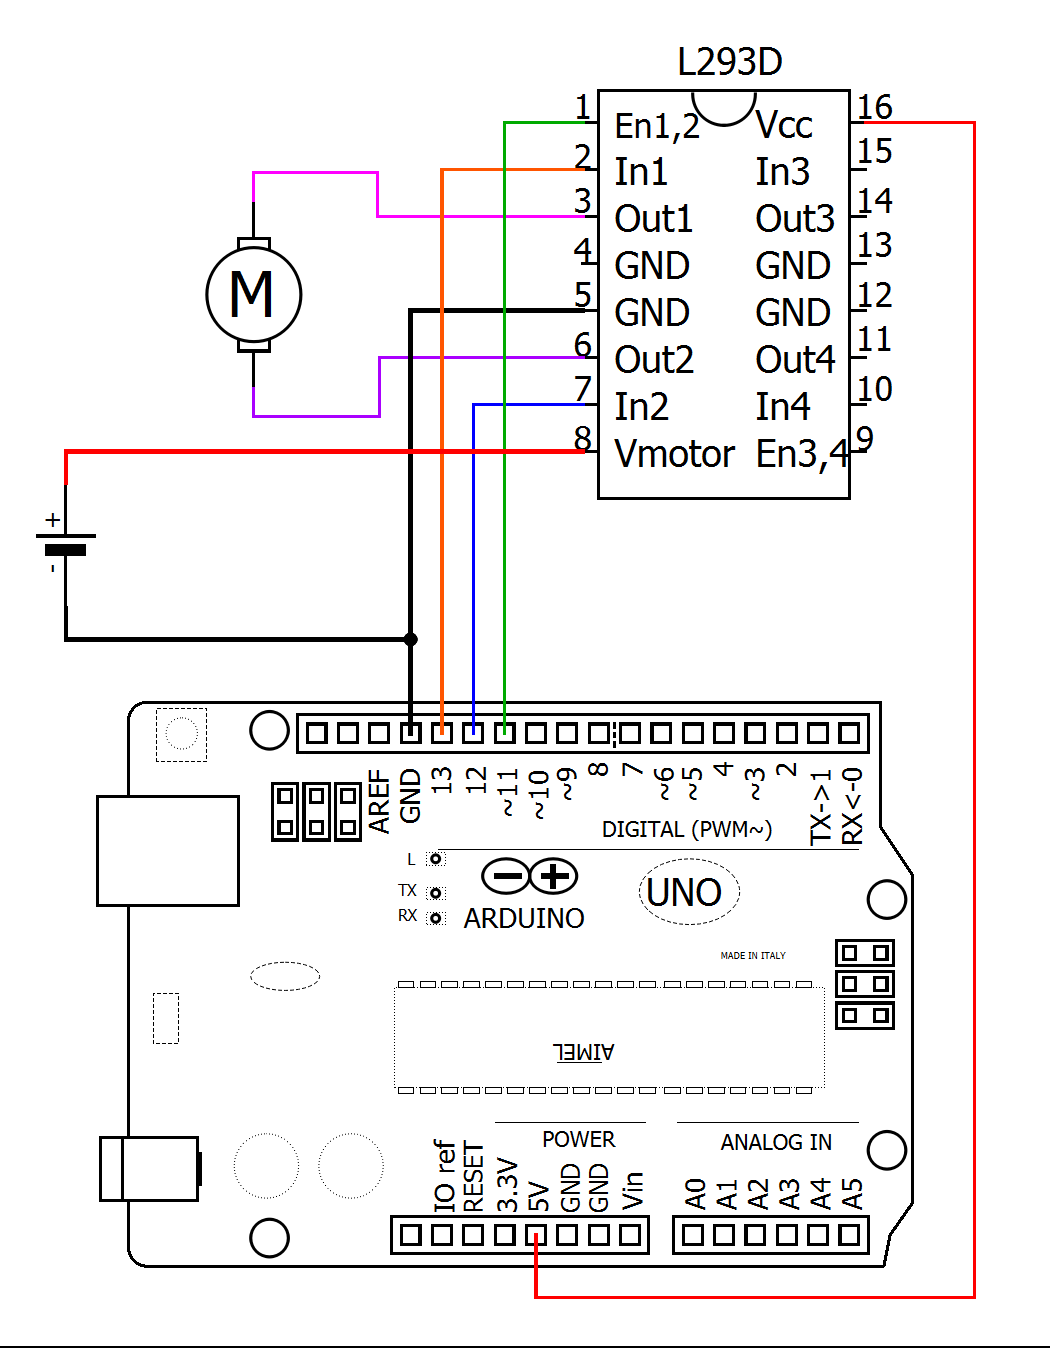 L293D
1 En1,2 Vcc 16
2 In1 In3 15
3 Out1 Out3 14
4 GND GND 13
5 GND GND 12
6 Out2 Out4 11
7 In2 In4 10
8 Vmotor En3,4 9
M
+
-
AREF
GND
13
12
~11
~10
~9
8
7
~6
~5
4
~3
2
TX->1
RX<-0
DIGITAL (PWM~)
L
TX
RX
ARDUINO
UNO
MADE IN ITALY
AIMEL
POWER
ANALOG IN
IO ref
RESET
3.3V
5V
GND
GND
Vin
A0
A1
A2
A3
A4
A5